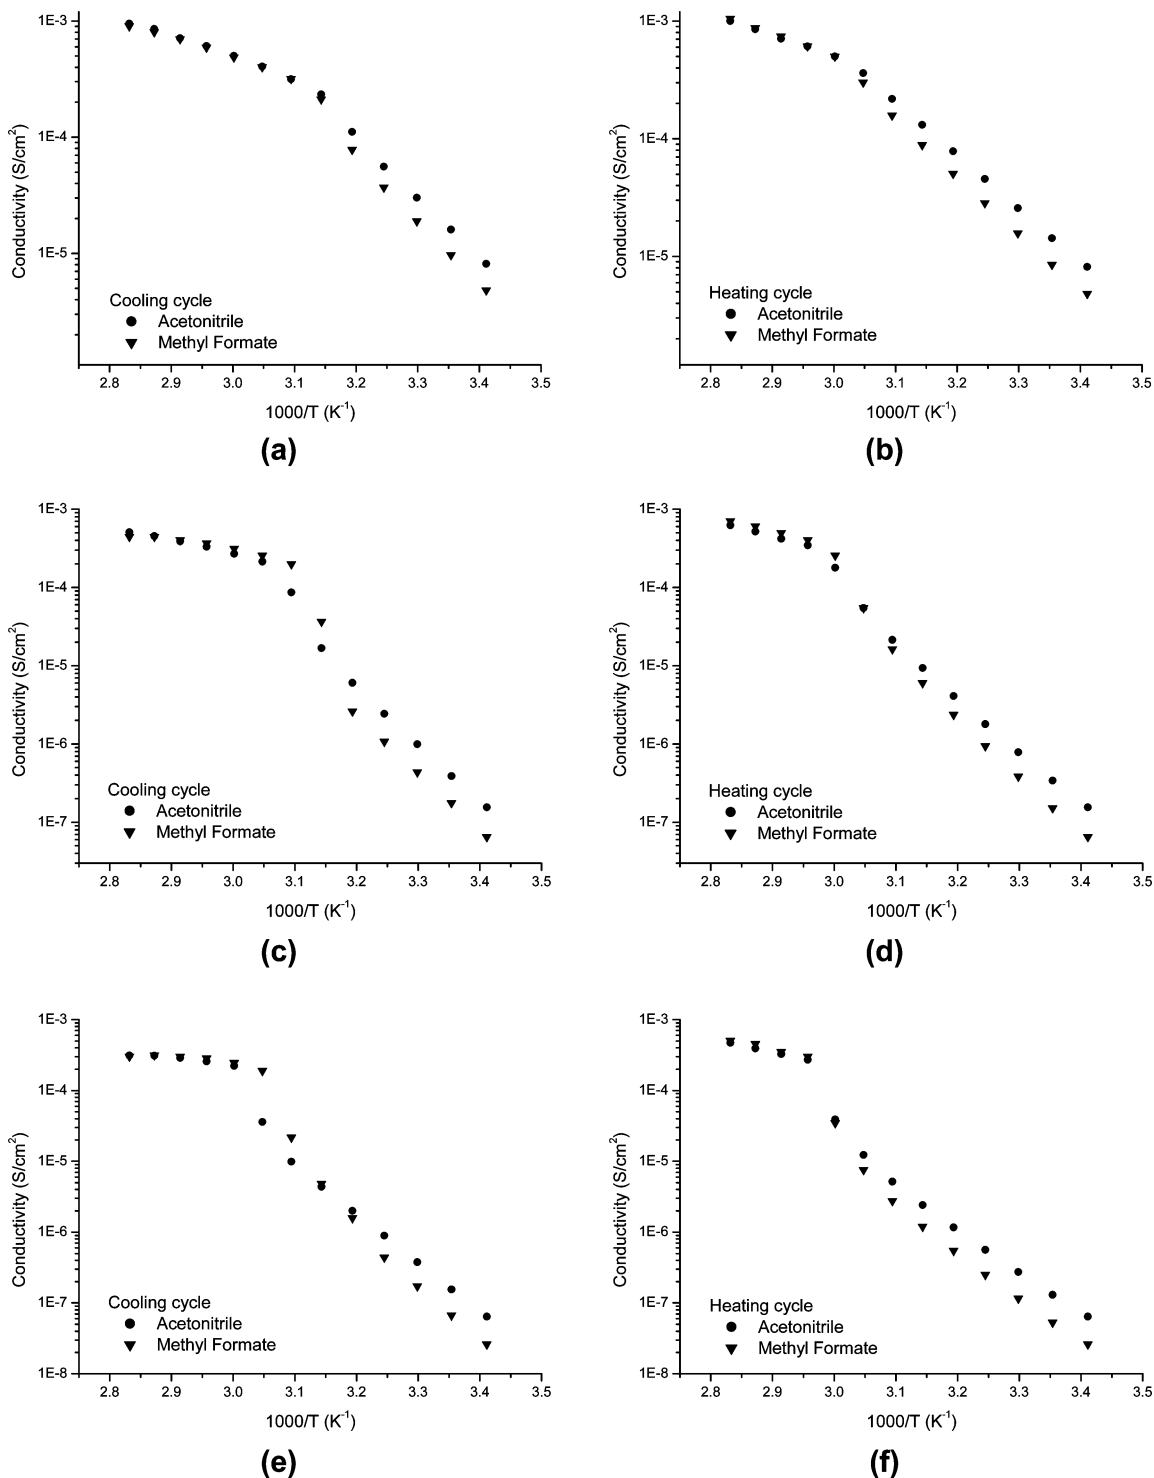 1E-3
1E-4
1E-5
Conductivity (S/cm²)
Cooling cycle
Acetonitrile
Methyl Formate
2.8 2.9 3.0 3.1 3.2 3.3 3.4 3.5
1000/T (K⁻¹)
(a)
1E-3
1E-4
1E-5
Conductivity (S/cm²)
Heating cycle
Acetonitrile
Methyl Formate
2.8 2.9 3.0 3.1 3.2 3.3 3.4 3.5
1000/T (K⁻¹)
(b)
1E-3
1E-4
1E-5
1E-6
1E-7
Conductivity (S/cm²)
Cooling cycle
Acetonitrile
Methyl Formate
2.8 2.9 3.0 3.1 3.2 3.3 3.4 3.5
1000/T (K⁻¹)
(c)
1E-3
1E-4
1E-5
1E-6
1E-7
Conductivity (S/cm²)
Heating cycle
Acetonitrile
Methyl Formate
2.8 2.9 3.0 3.1 3.2 3.3 3.4 3.5
1000/T (K⁻¹)
(d)
1E-3
1E-4
1E-5
1E-6
1E-7
1E-8
Conductivity (S/cm²)
Cooling cycle
Acetonitrile
Methyl Formate
2.8 2.9 3.0 3.1 3.2 3.3 3.4 3.5
1000/T (K⁻¹)
(e)
1E-3
1E-4
1E-5
1E-6
1E-7
1E-8
Conductivity (S/cm²)
Heating cycle
Acetonitrile
Methyl Formate
2.8 2.9 3.0 3.1 3.2 3.3 3.4 3.5
1000/T (K⁻¹)
(f)